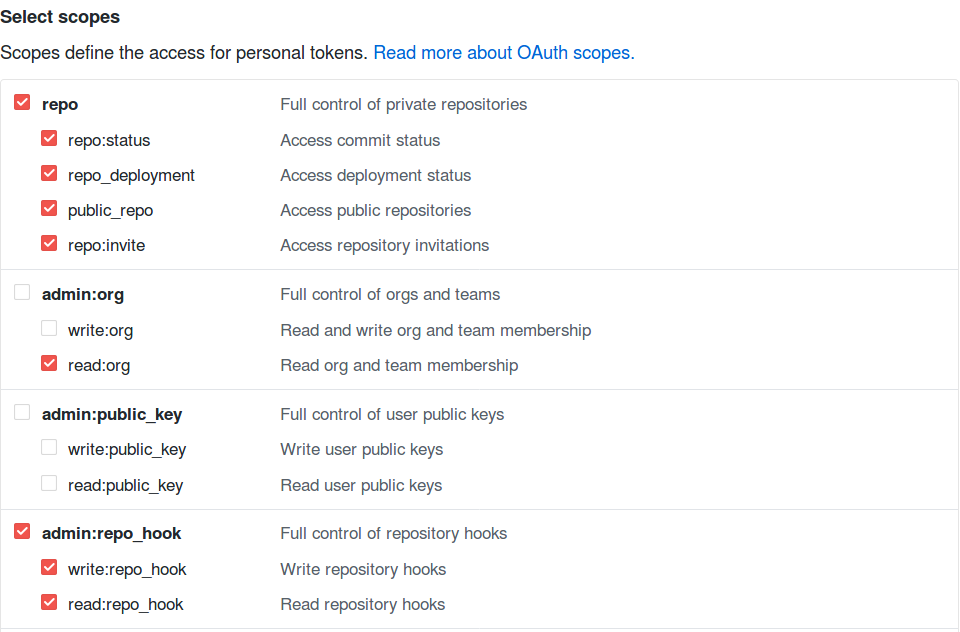 Select scopes
Scopes define the access for personal tokens. Read more about OAuth scopes.
repo Full control of private repositories
repo:status Access commit status
repo_deployment Access deployment status
public_repo Access public repositories
repo:invite Access repository invitations
admin:org Full control of orgs and teams
write:org Read and write org and team membership
read:org Read org and team membership
admin:public_key Full control of user public keys
write:public_key Write user public keys
read:public_key Read user public keys
admin:repo_hook Full control of repository hooks
write:repo_hook Write repository hooks
read:repo_hook Read repository hooks